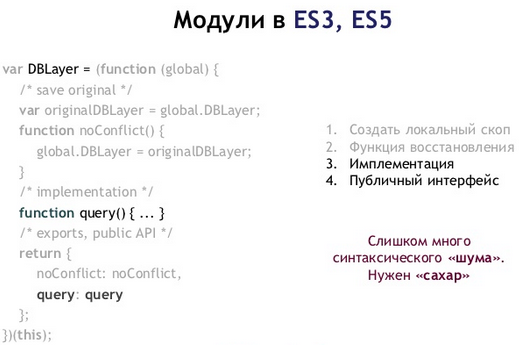 Модули в ES3, ES5
var DBLayer = (function (global) {
/* save original */
var originalDBLayer = global.DBLayer;
function noConflict() {
global.DBLayer = originalDBLayer;
}
/* implementation */
function query() { ... }
/* exports, public API */
return {
noConflict: noConflict,
query: query
};
})(this);
1. Создать локальный скоп
2. Функция восстановления
3. Имплементация
4. Публичный интерфейс
Слишком много
синтаксического «шума».
Нужен «сахар»